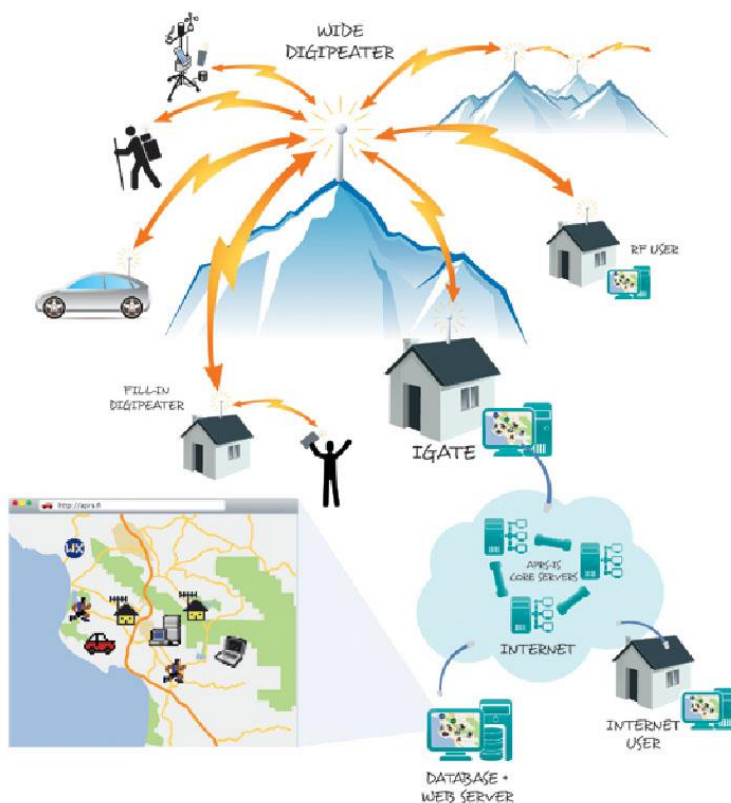 WIDE
DIGIPEATER
RF USER
FILL-IN
DIGIPEATER
IGATE
http://aprs.fi
WX
APRS-IS
CORE SERVERS
INTERNET
INTERNET
USER
DATABASE +
WEB SERVER